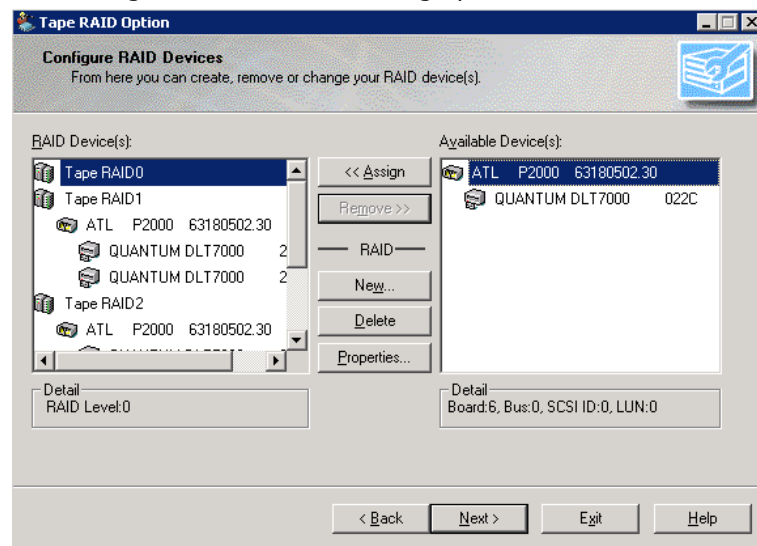 Tape RAID Option
Configure RAID Devices
From here you can create, remove or change your RAID device(s).
RAID Device(s):
Tape RAID0
Tape RAID1
ATL P2000 63180502.30
QUANTUM DLT7000 2
QUANTUM DLT7000 2
Tape RAID2
ATL P2000 63180502.30
<< Assign
Remove >>
RAID
New...
Delete
Properties...
Available Device(s):
ATL P2000 63180502.30
QUANTUM DLT7000 022C
Detail
RAID Level:0
Detail
Board:6, Bus:0, SCSI ID:0, LUN:0
< Back
Next >
Exit
Help